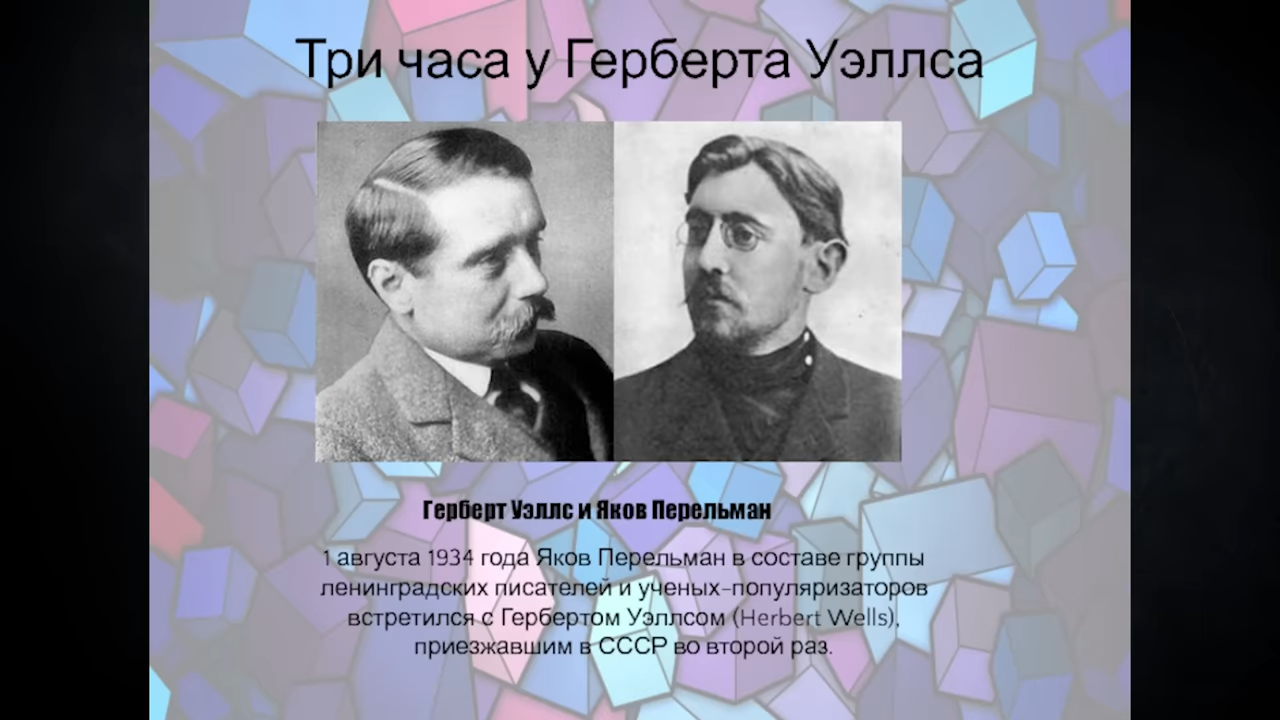 Три часа у Герберта Уэллса
Герберт Уэллс и Яков Перельман
1 августа 1934 года Яков Перельман в составе группы
ленинградских писателей и ученых-популяризаторов
встретился с Гербертом Уэллсом (Herbert Wells),
приезжавшим в СССР во второй раз.